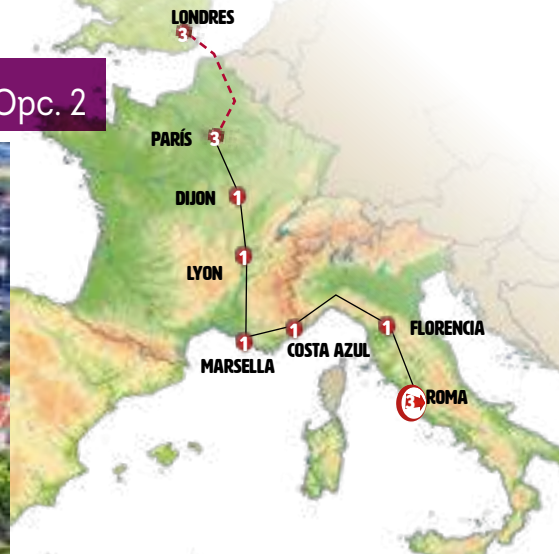 LONDRES
3
Opc. 2
PARÍS
3
DIJON
1
LYON
1
MARSELLA
1
COSTA AZUL
1
FLORENCIA
1
ROMA
3